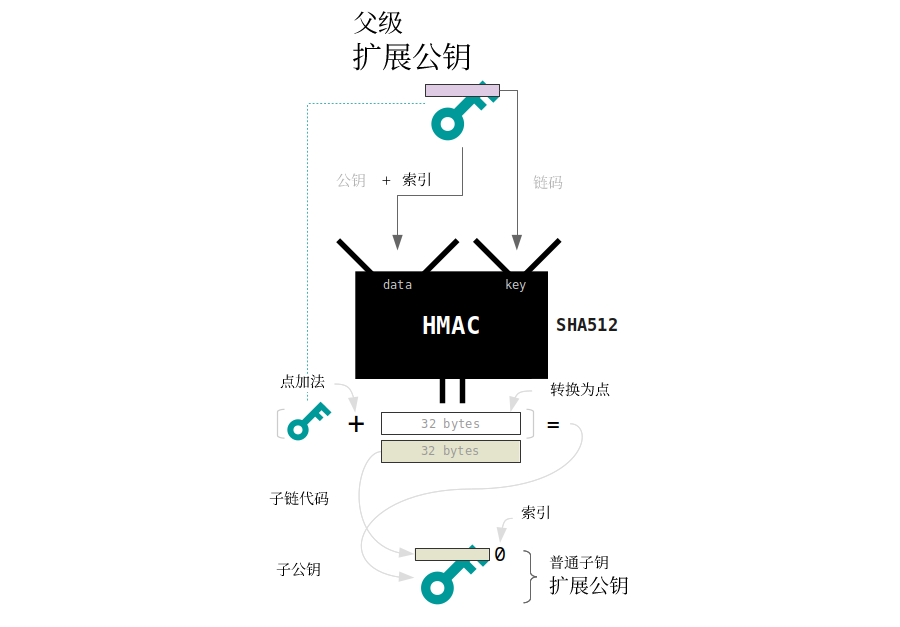 父级
扩展公钥
公钥 + 索引
链码
data
key
HMAC
SHA512
点加法
转换为点
+
32 bytes
=
32 bytes
子链代码
索引
0
子公钥
普通子钥
扩展公钥